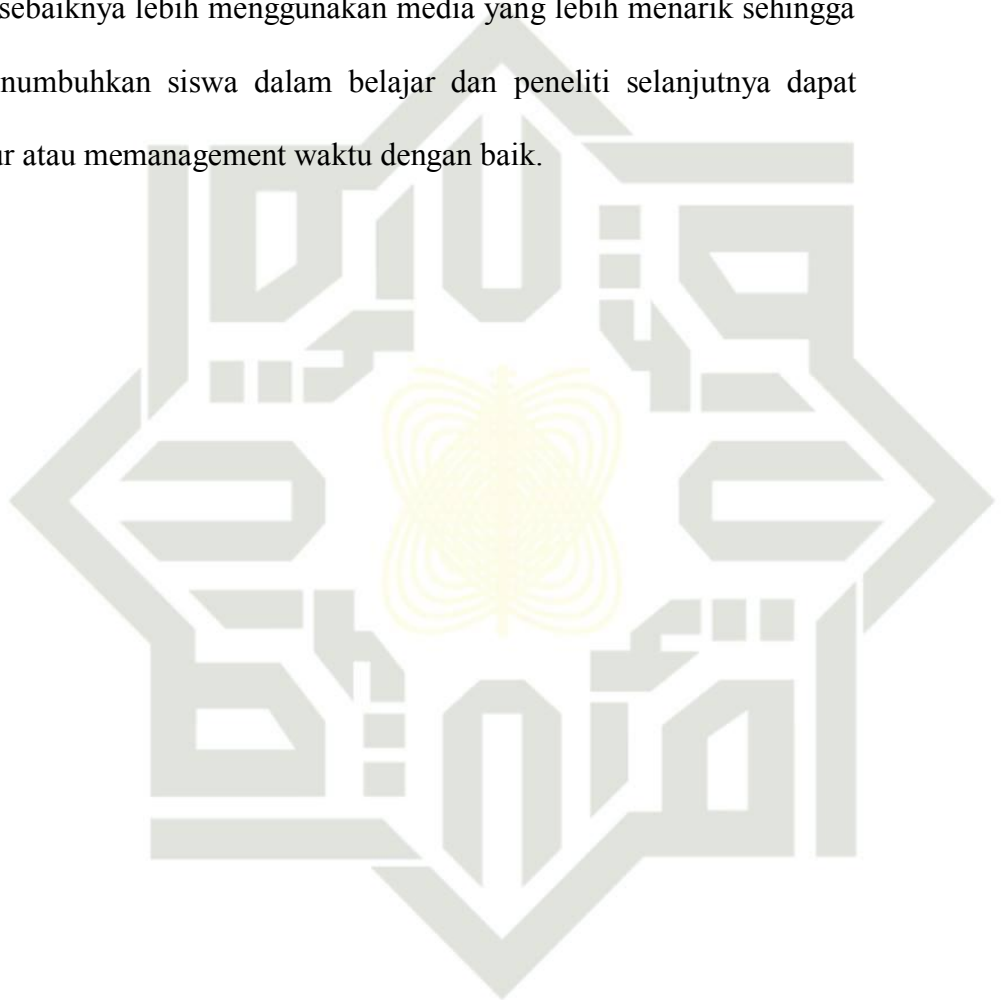 sebaiknya lebih menggunakan media yang lebih menarik sehingga
numbuhkan siswa dalam belajar dan peneliti selanjutnya dapat
ur atau memanagement waktu dengan baik.